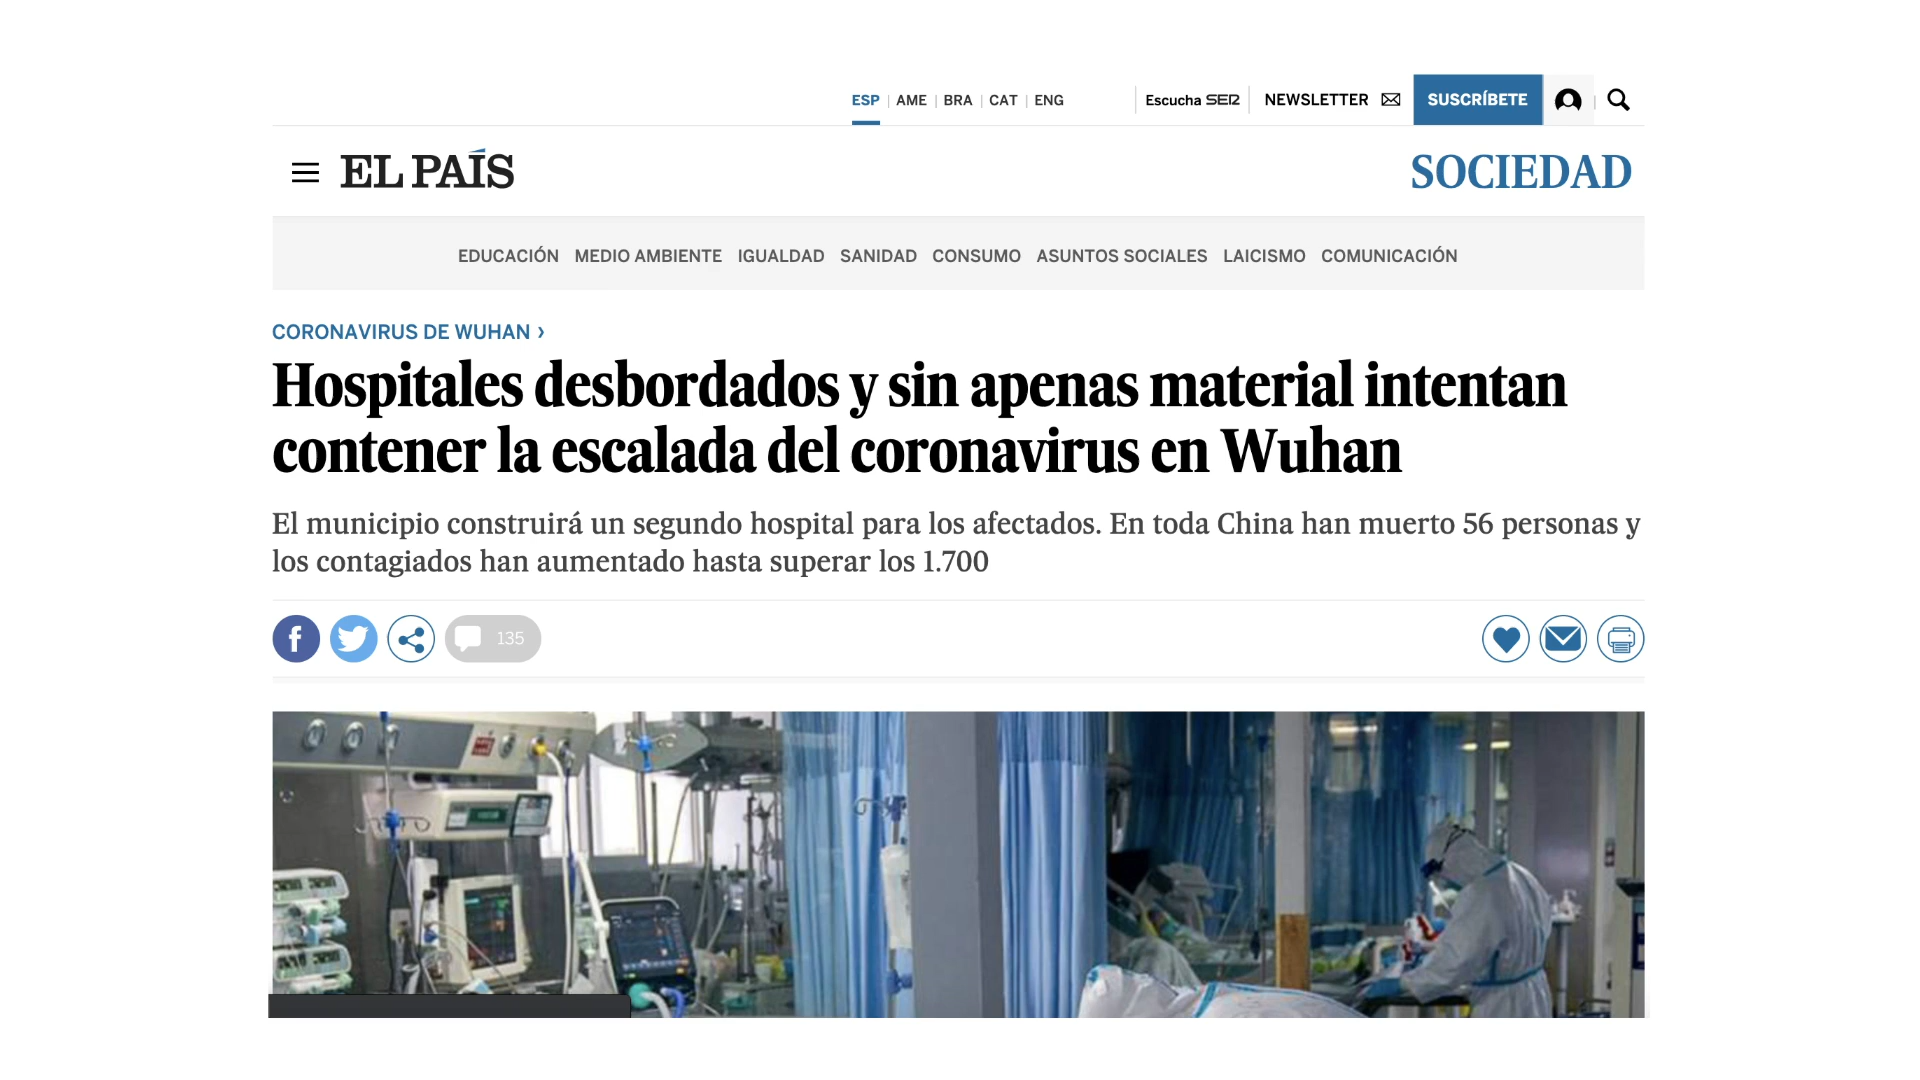 ESP | AME | BRA | CAT | ENG
Escucha SER
NEWSLETTER
SUSCRÍBETE
EL PAÍS
SOCIEDAD
EDUCACIÓN MEDIO AMBIENTE IGUALDAD SANIDAD CONSUMO ASUNTOS SOCIALES LAICISMO COMUNICACIÓN
CORONAVIRUS DE WUHAN ›
Hospitales desbordados y sin apenas material intentan
contener la escalada del coronavirus en Wuhan
El municipio construirá un segundo hospital para los afectados. En toda China han muerto 56 personas y
los contagiados han aumentado hasta superar los 1.700
135